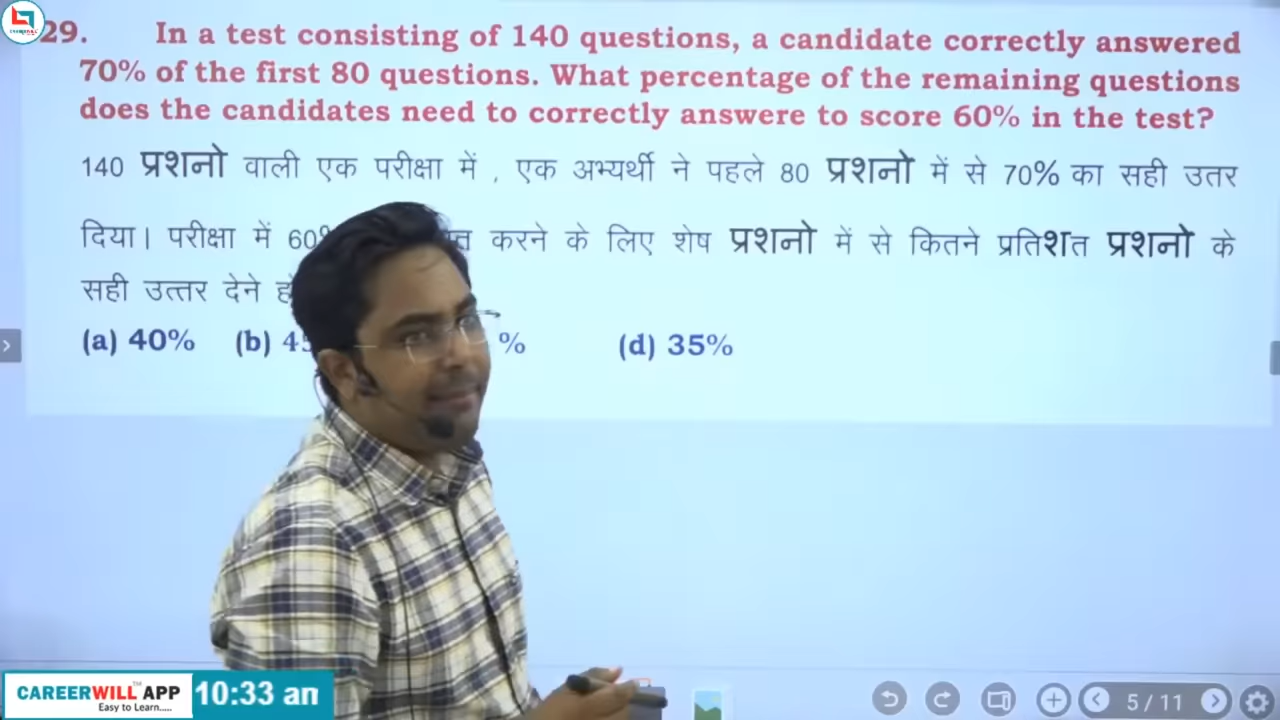 29. In a test consisting of 140 questions, a candidate correctly answered
70% of the first 80 questions. What percentage of the remaining questions
does the candidates need to correctly answere to score 60% in the test?
140 प्रशनो वाली एक परीक्षा में , एक अभ्यर्थी ने पहले 80 प्रशनो में से 70% का सही उतर
दिया। परीक्षा में करने के लिए शेष प्रशनो में से कितने प्रतिशत प्रशनो के
सही उत्तर देने
(a) 40% (b) % (d) 35%
CAREERWILL APP
Easy to Learn.....
10:33 an
5 / 11